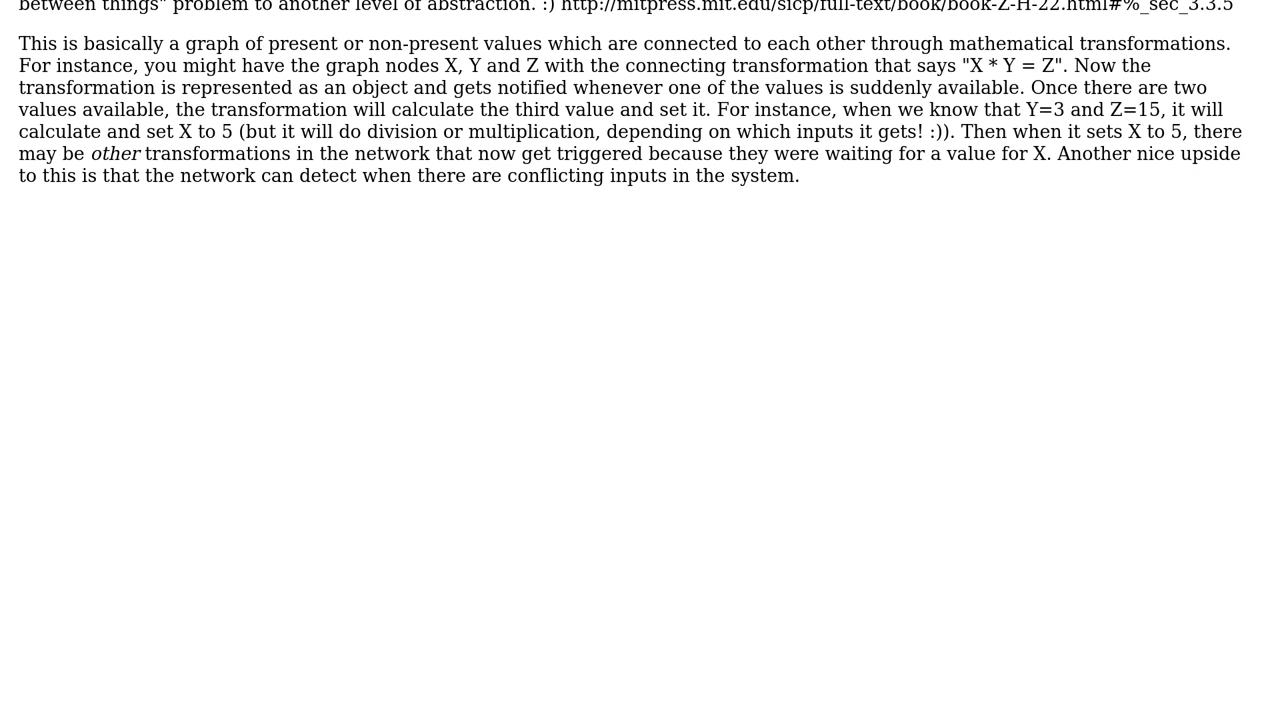 between things" problem to another level of abstraction. :) http://mitpress.mit.edu/sicp/full-text/book/book-Z-H-22.html#%_sec_3.3.5
This is basically a graph of present or non-present values which are connected to each other through mathematical transformations.
For instance, you might have the graph nodes X, Y and Z with the connecting transformation that says "X * Y = Z". Now the
transformation is represented as an object and gets notified whenever one of the values is suddenly available. Once there are two
values available, the transformation will calculate the third value and set it. For instance, when we know that Y=3 and Z=15, it will
calculate and set X to 5 (but it will do division or multiplication, depending on which inputs it gets! :)). Then when it sets X to 5, there
may be other transformations in the network that now get triggered because they were waiting for a value for X. Another nice upside
to this is that the network can detect when there are conflicting inputs in the system.